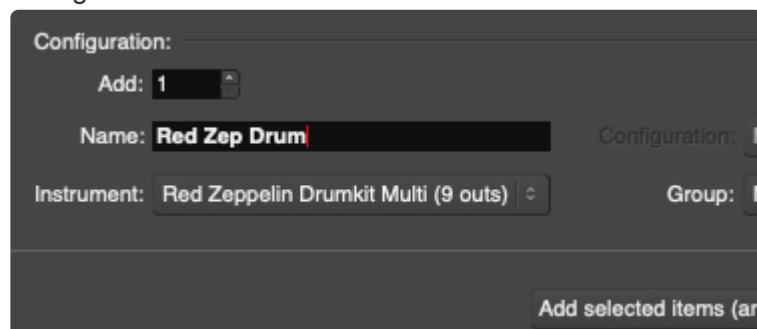 Configuration:
Add: 1
Name: Red Zep Drum Configuration:
Instrument: Red Zeppelin Drumkit Multi (9 outs) Group:
Add selected items